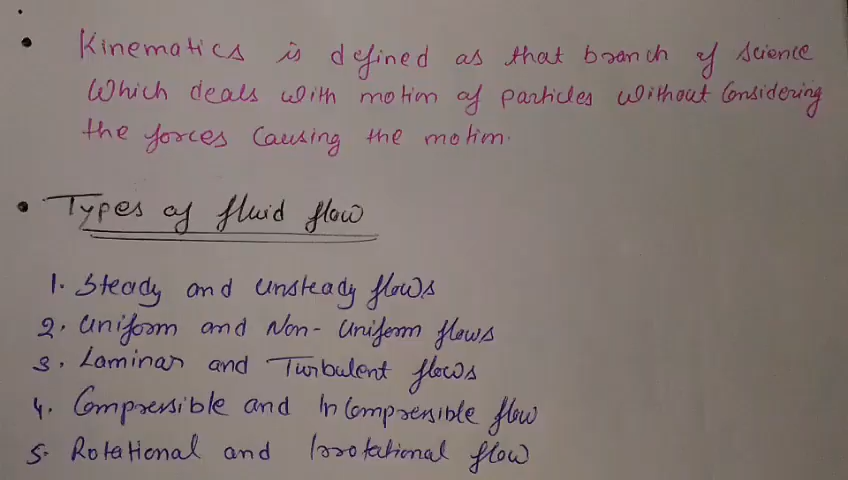 • Kinematics is defined as that branch of science
which deals with motion of particles without Considering
the forces Causing the motion.
• Types of fluid flow
1. Steady and Unsteady flows
2. Uniform and Non-Uniform flows
3. Laminar and Turbulent flows
4. Compressible and InCompressible flow
5. Rotational and Irrotational flow